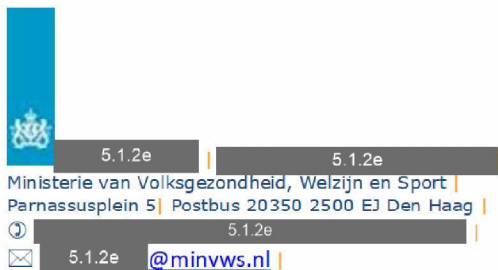 5.1.2e | 5.1.2e
Ministerie van Volksgezondheid, Welzijn en Sport |
Parnassusplein 5| Postbus 20350 2500 EJ Den Haag |
5.1.2e |
5.1.2e @minvws.nl |